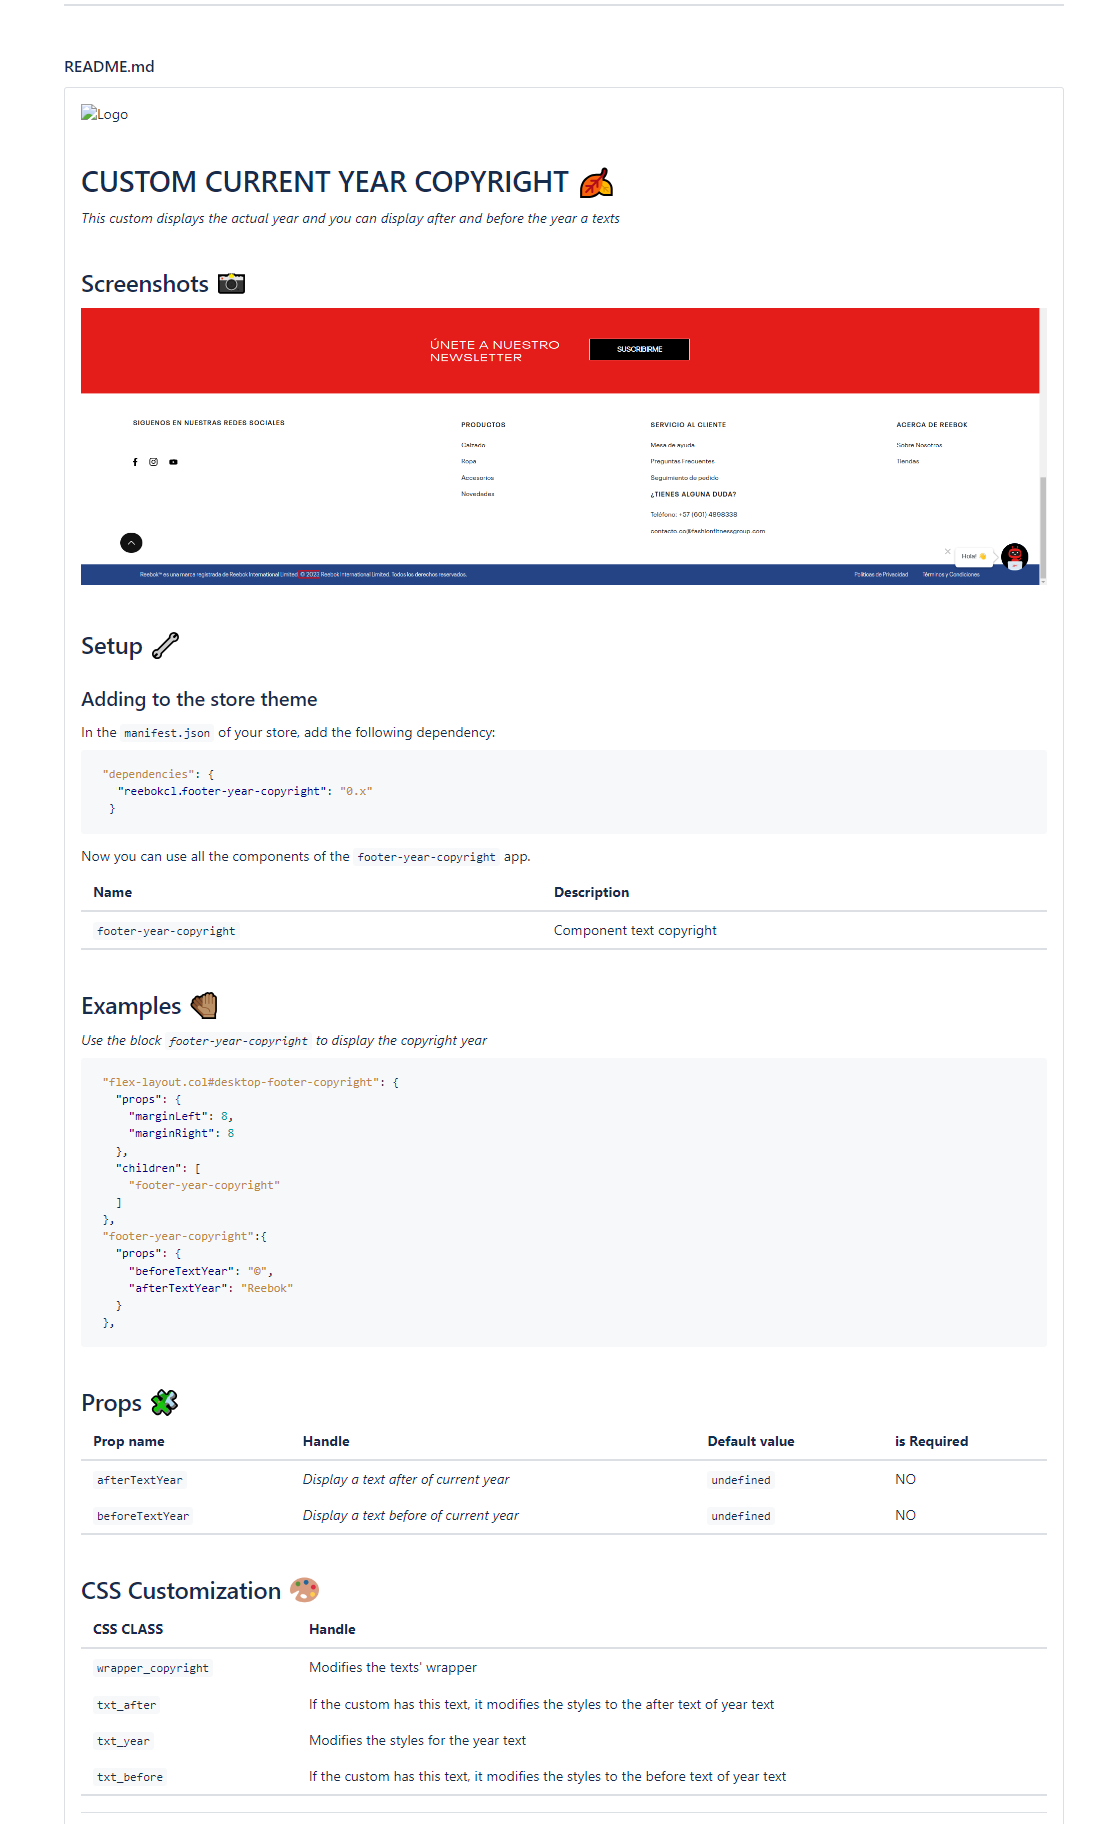 README.md
Logo
CUSTOM CURRENT YEAR COPYRIGHT 🍂
This custom displays the actual year and you can display after and before the year a texts
Screenshots 📷
ÚNETE A NUESTRO
NEWSLETTER
SUSCRIBIRME
SIGUENOS EN NUESTRAS REDES SOCIALES
PRODUCTOS
Calzado
Ropa
Accesorios
Novedades
SERVICIO AL CLIENTE
Mesa de ayuda
Preguntas Frecuentes
Seguimiento de pedido
¿TIENES ALGUNA DUDA?
Teléfono: +57 (601) 4898338
contacto.co@fashionfitnessgroup.com
ACERCA DE REEBOK
Sobre Nosotros
Tiendas
Hola! 👋
Reebok™ es una marca registrada de Reebok International Limited. © 2022 Reebok International Limited. Todos los derechos reservados.
Políticas de Privacidad
Términos y Condiciones
Setup 🔧
Adding to the store theme
In the manifest.json of your store, add the following dependency:
"dependencies": {
"reebokcl.footer-year-copyright": "0.x"
}
Now you can use all the components of the footer-year-copyright app.
Name Description
footer-year-copyright Component text copyright
Examples 👋🏾
Use the block footer-year-copyright to display the copyright year
"flex-layout.col#desktop-footer-copyright": {
"props": {
"marginLeft": 8,
"marginRight": 8
},
"children": [
"footer-year-copyright"
]
},
"footer-year-copyright":{
"props": {
"beforeTextYear": "©",
"afterTextYear": "Reebok"
}
},
Props 🧩
Prop name Handle Default value is Required
afterTextYear Display a text after of current year undefined NO
beforeTextYear Display a text before of current year undefined NO
CSS Customization 🎨
CSS CLASS Handle
wrapper_copyright Modifies the texts' wrapper
txt_after If the custom has this text, it modifies the styles to the after text of year text
txt_year Modifies the styles for the year text
txt_before If the custom has this text, it modifies the styles to the before text of year text